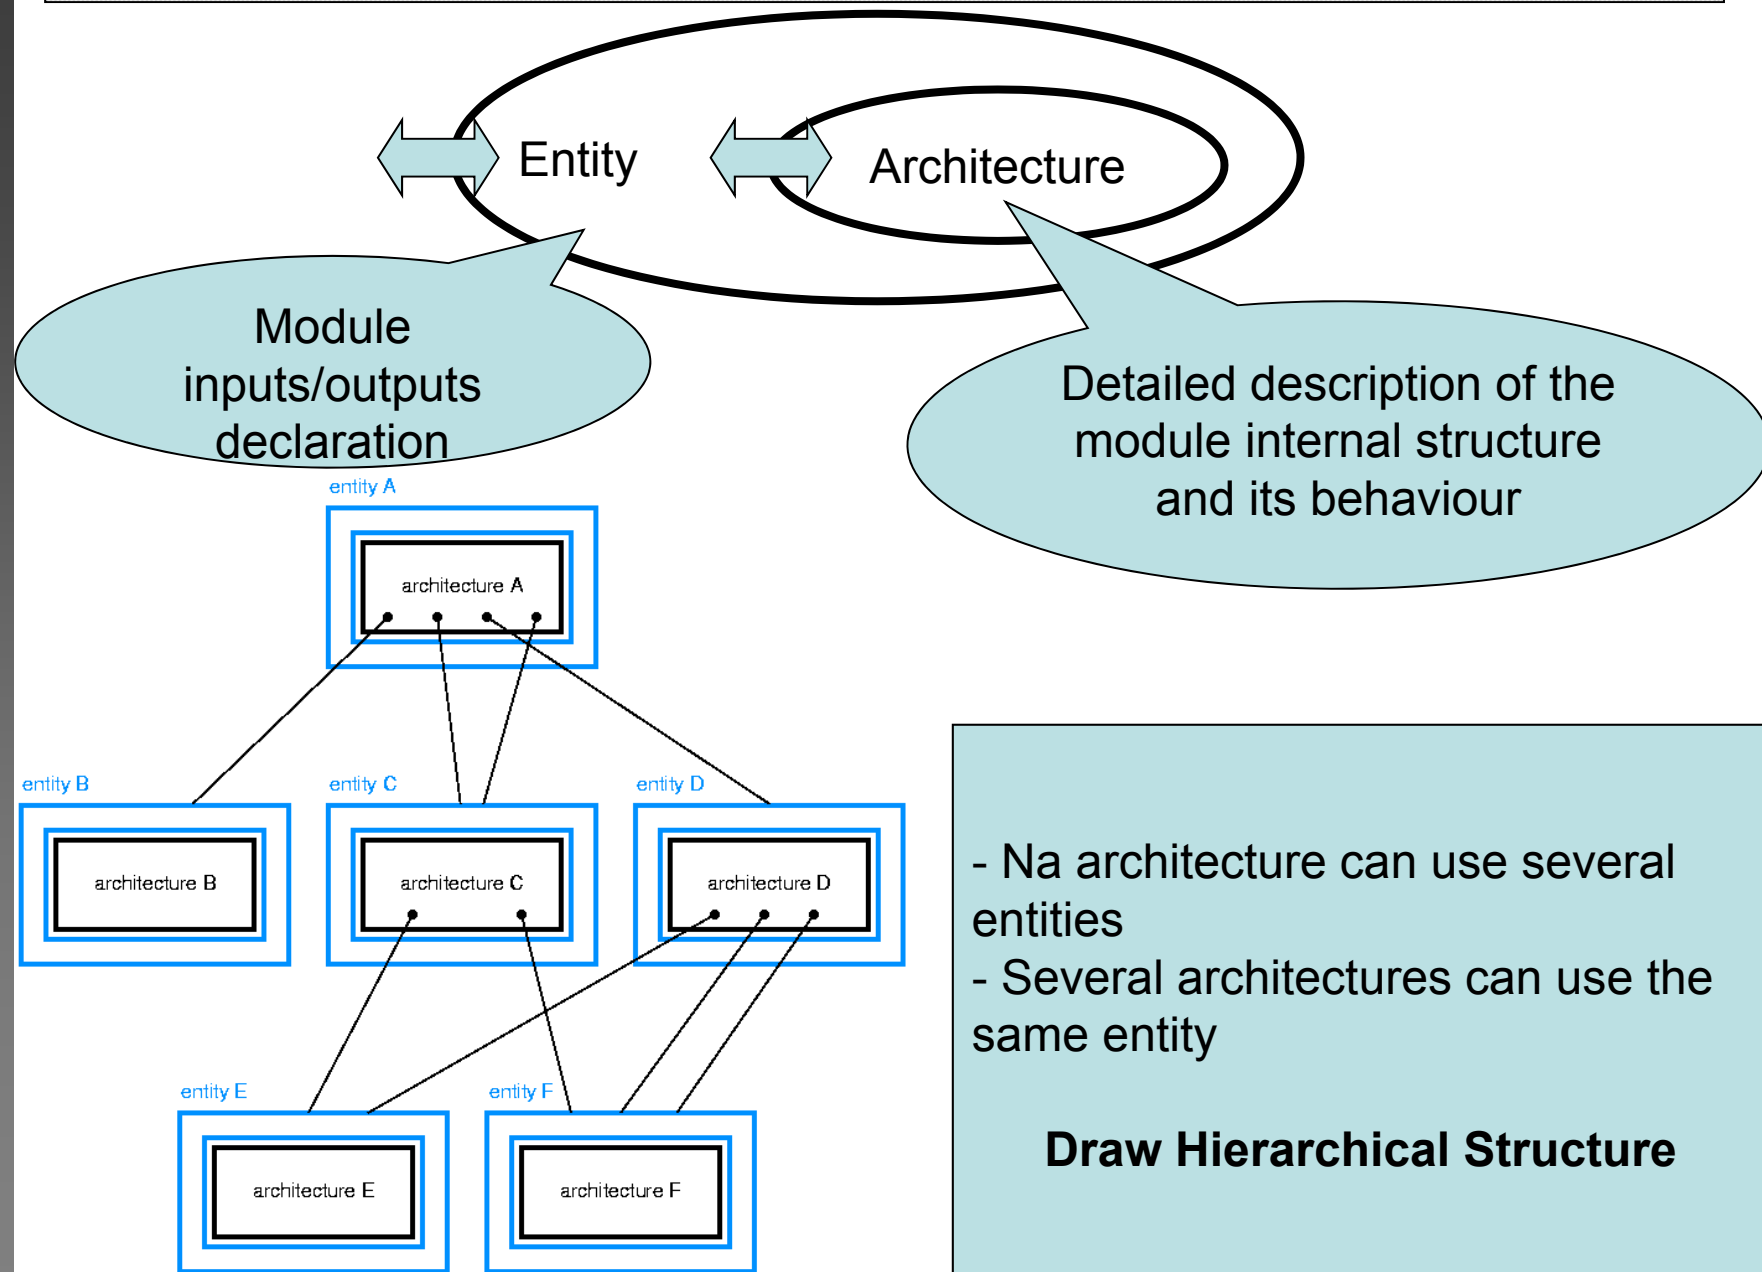 Entity
Architecture
Module
inputs/outputs
declaration
Detailed description of the
module internal structure
and its behaviour
entity A
architecture A
entity B
entity C
entity D
architecture B
architecture C
architecture D
entity E
entity F
architecture E
architecture F
- Na architecture can use several
entities
- Several architectures can use the
same entity
Draw Hierarchical Structure